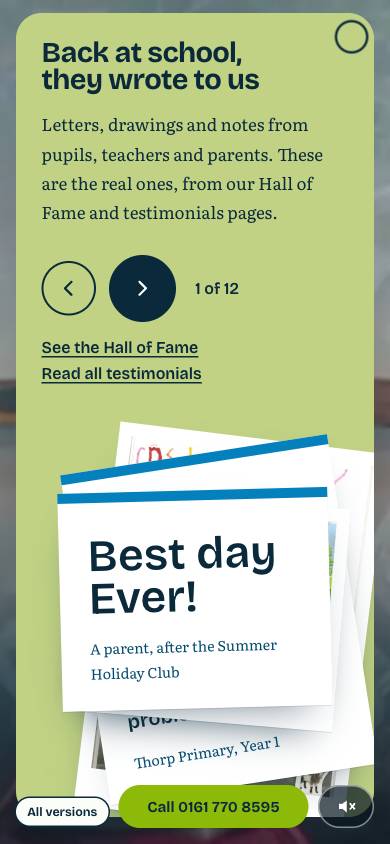 Back at school,
they wrote to us
Letters, drawings and notes from
pupils, teachers and parents. These
are the real ones, from our Hall of
Fame and testimonials pages.
1 of 12
See the Hall of Fame
Read all testimonials
Best day
Ever!
A parent, after the Summer
Holiday Club
Thorp Primary, Year 1
All versions
Call 0161 770 8595